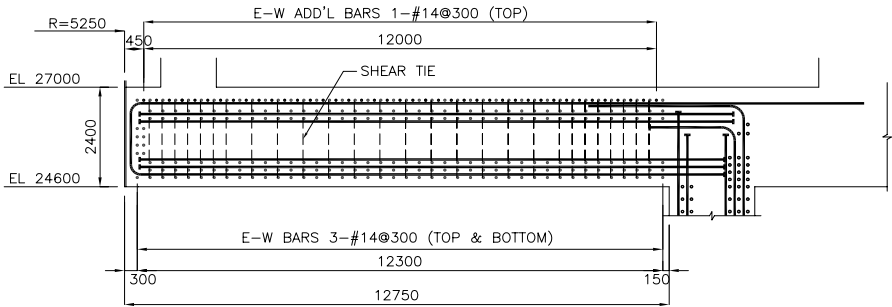 E-W ADD'L BARS 1-#14@300 (TOP)
R=5250
450
12000
SHEAR TIE
EL 27000
2400
EL 24600
E-W BARS 3-#14@300 (TOP & BOTTOM)
12300
300
150
12750